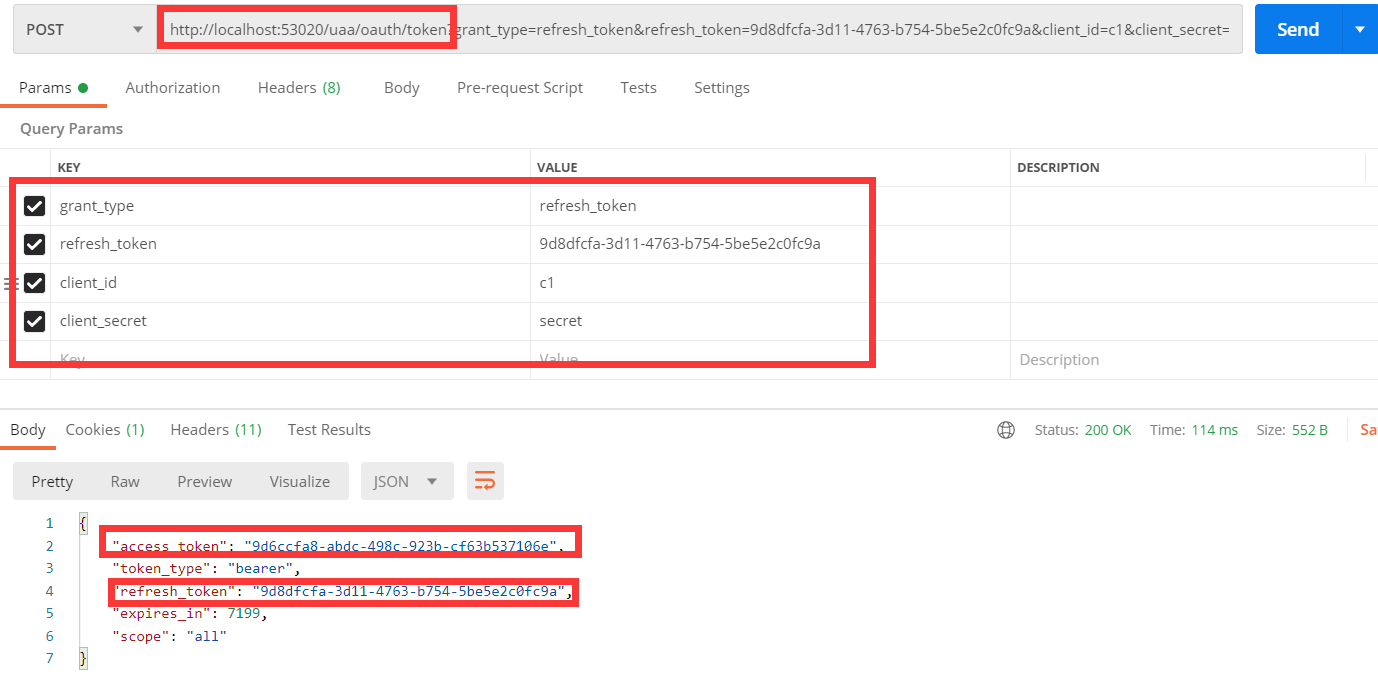 POST http://localhost:53020/uaa/oauth/token?grant_type=refresh_token&refresh_token=9d8dfcfa-3d11-4763-b754-5be5e2c0fc9a&client_id=c1&client_secret= Send
Params Authorization Headers (8) Body Pre-request Script Tests Settings
Query Params
KEY VALUE DESCRIPTION
grant_type refresh_token
refresh_token 9d8dfcfa-3d11-4763-b754-5be5e2c0fc9a
client_id c1
client_secret secret
Key Value Description
Body Cookies (1) Headers (11) Test Results Status: 200 OK Time: 114 ms Size: 552 B Sa
Pretty Raw Preview Visualize JSON
1 {
2 "access_token": "9d6ccfa8-abdc-498c-923b-cf63b537106e",
3 "token_type": "bearer",
4 "refresh_token": "9d8dfcfa-3d11-4763-b754-5be5e2c0fc9a",
5 "expires_in": 7199,
6 "scope": "all"
7 }